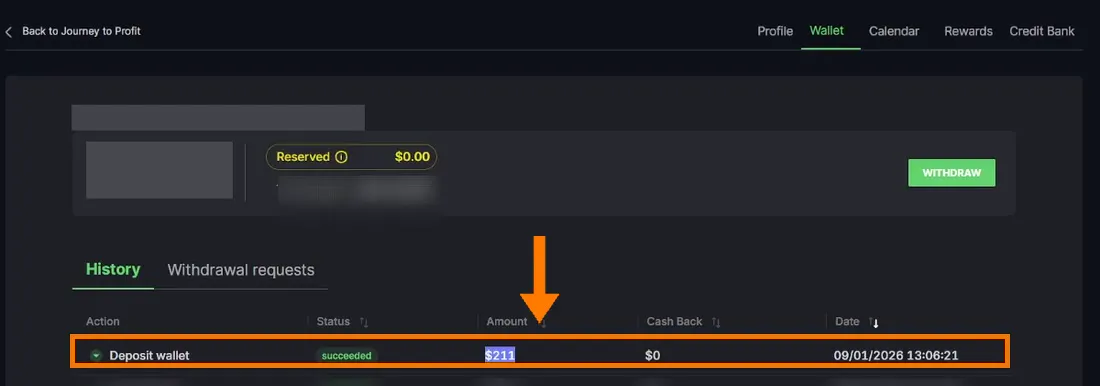 Back to Journey to Profit
Profile Wallet Calendar Rewards Credit Bank
Reserved $0.00
WITHDRAW
History Withdrawal requests
Action Status Amount Cash Back Date
Deposit wallet succeeded $211 $0 09/01/2026 13:06:21